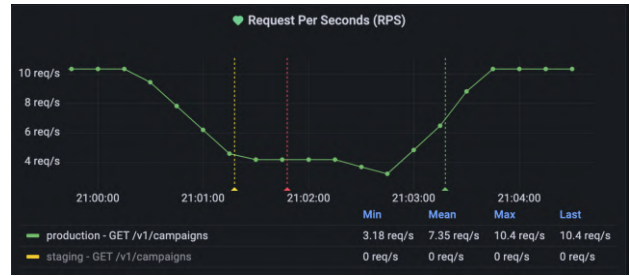 Request Per Seconds (RPS)
10 req/s
8 req/s
6 req/s
4 req/s
21:00:00 21:01:00 21:02:00 21:03:00 21:04:00
Min Mean Max Last
production - GET /v1/campaigns 3.18 req/s 7.35 req/s 10.4 req/s 10.4 req/s
staging - GET /v1/campaigns 0 req/s 0 req/s 0 req/s 0 req/s